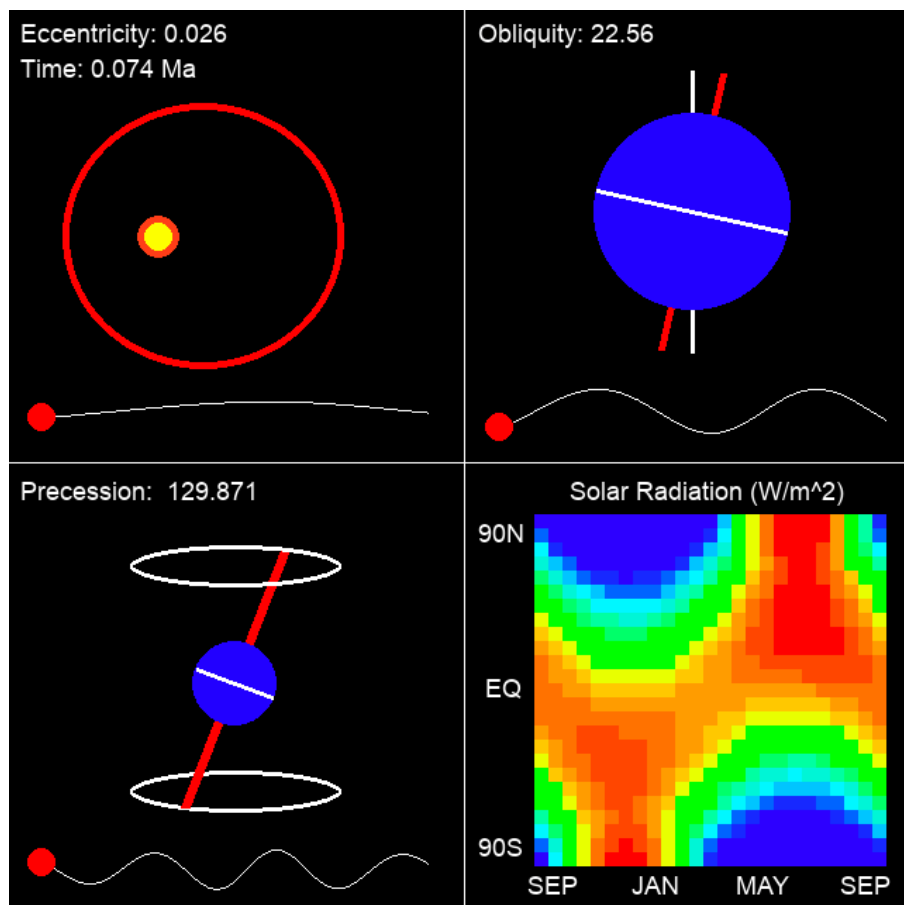 Eccentricity: 0.026
Time: 0.074 Ma
Obliquity: 22.56
Precession:  129.871
Solar Radiation (W/m^2)
90N
EQ
90S
SEP JAN MAY SEP